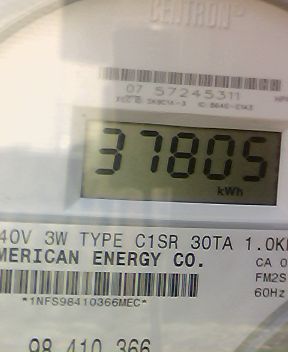 CENTRON®
07 57245311
37805
kWh
40V 3W TYPE C1SR 30TA 1.0K
MERICAN ENERGY CO.
CA 0
FM2S
*1NFS98410366MEC*
60Hz
98 410 366